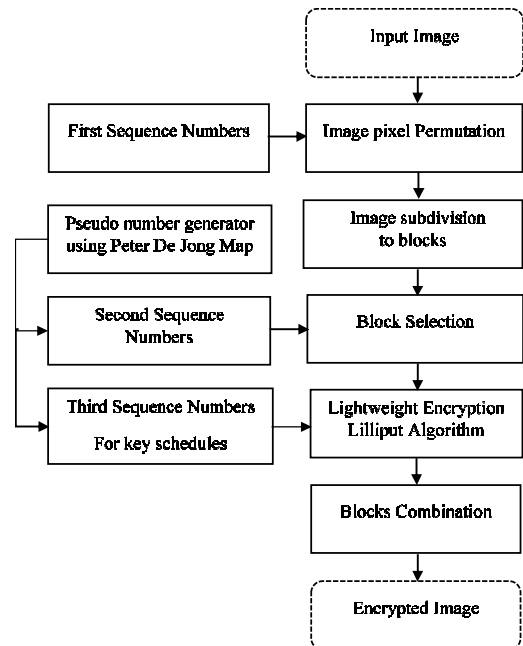 Input Image
First Sequence Numbers
Image pixel Permutation
Pseudo number generator
using Peter De Jong Map
Image subdivision
to blocks
Second Sequence
Numbers
Block Selection
Third Sequence Numbers
For key schedules
Lightweight Encryption
Lilliput Algorithm
Blocks Combination
Encrypted Image